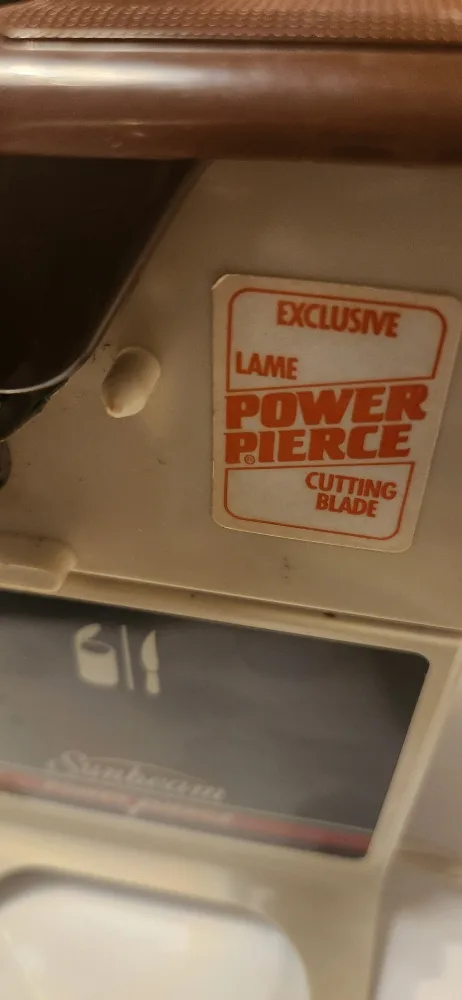 EXCLUSIVE
LAME
POWER
PIERCE®
CUTTING
BLADE
Sunbeam